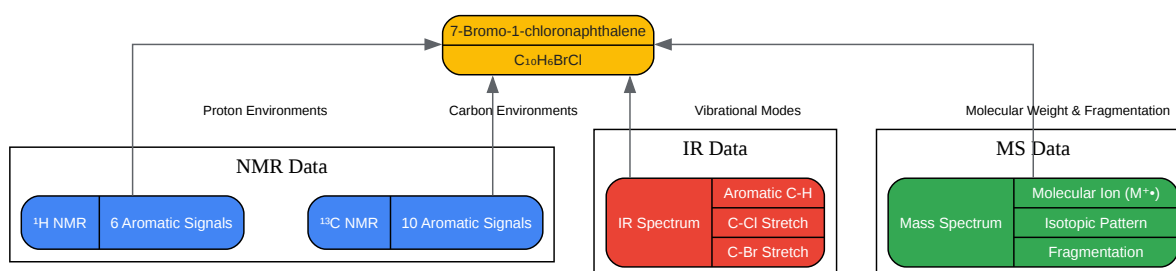 7-Bromo-1-chloronaphthalene
C₁₀H₆BrCl
Proton Environments
Carbon Environments
Vibrational Modes
Molecular Weight & Fragmentation
NMR Data
¹H NMR
6 Aromatic Signals
¹³C NMR
10 Aromatic Signals
IR Data
IR Spectrum
Aromatic C-H
C-Cl Stretch
C-Br Stretch
MS Data
Mass Spectrum
Molecular Ion (M⁺•)
Isotopic Pattern
Fragmentation